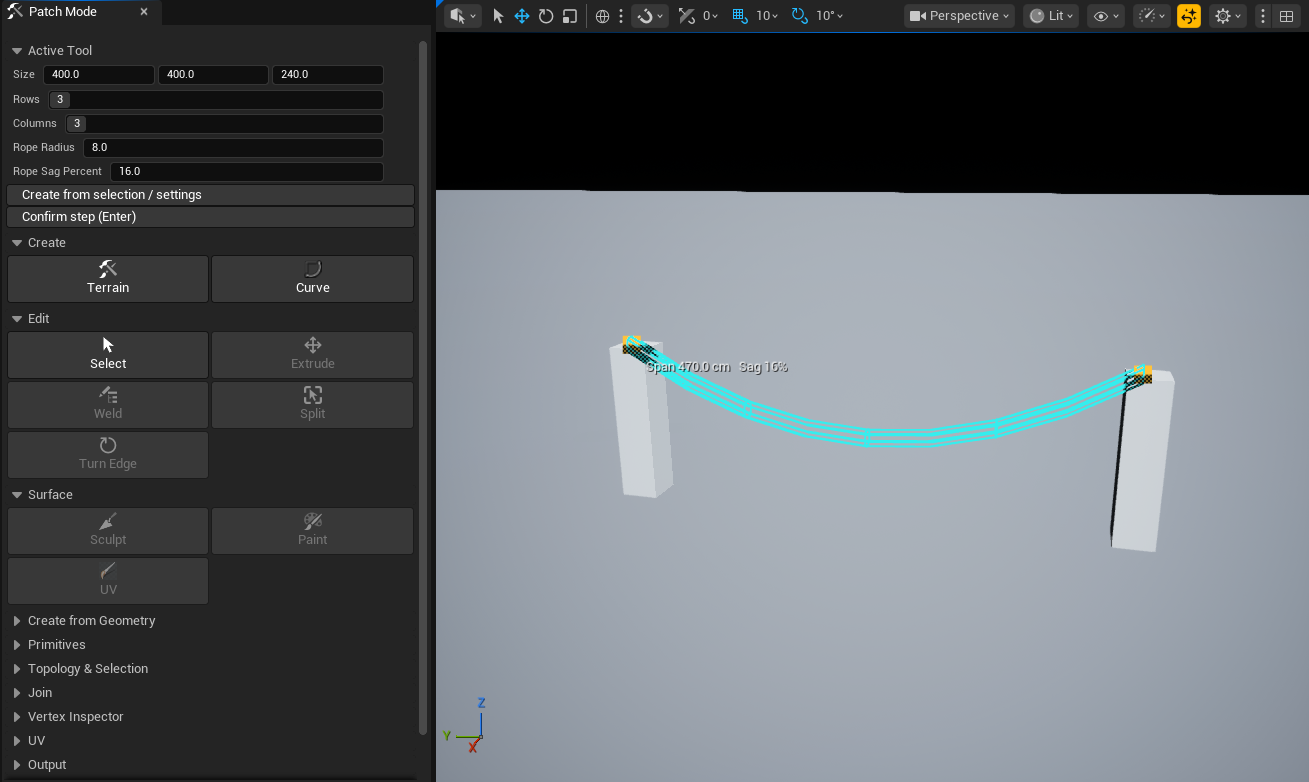 Patch Mode
0
10
10°
Perspective
Lit
Active Tool
Size 400.0 400.0 240.0
Rows 3
Columns 3
Rope Radius 8.0
Rope Sag Percent 16.0
Create from selection / settings
Confirm step (Enter)
Create
Terrain
Curve
Edit
Select
Extrude
Weld
Split
Turn Edge
Surface
Sculpt
Paint
UV
Create from Geometry
Primitives
Topology & Selection
Join
Vertex Inspector
UV
Output
Span 470.0 cm Sag 16%
Z
Y
X